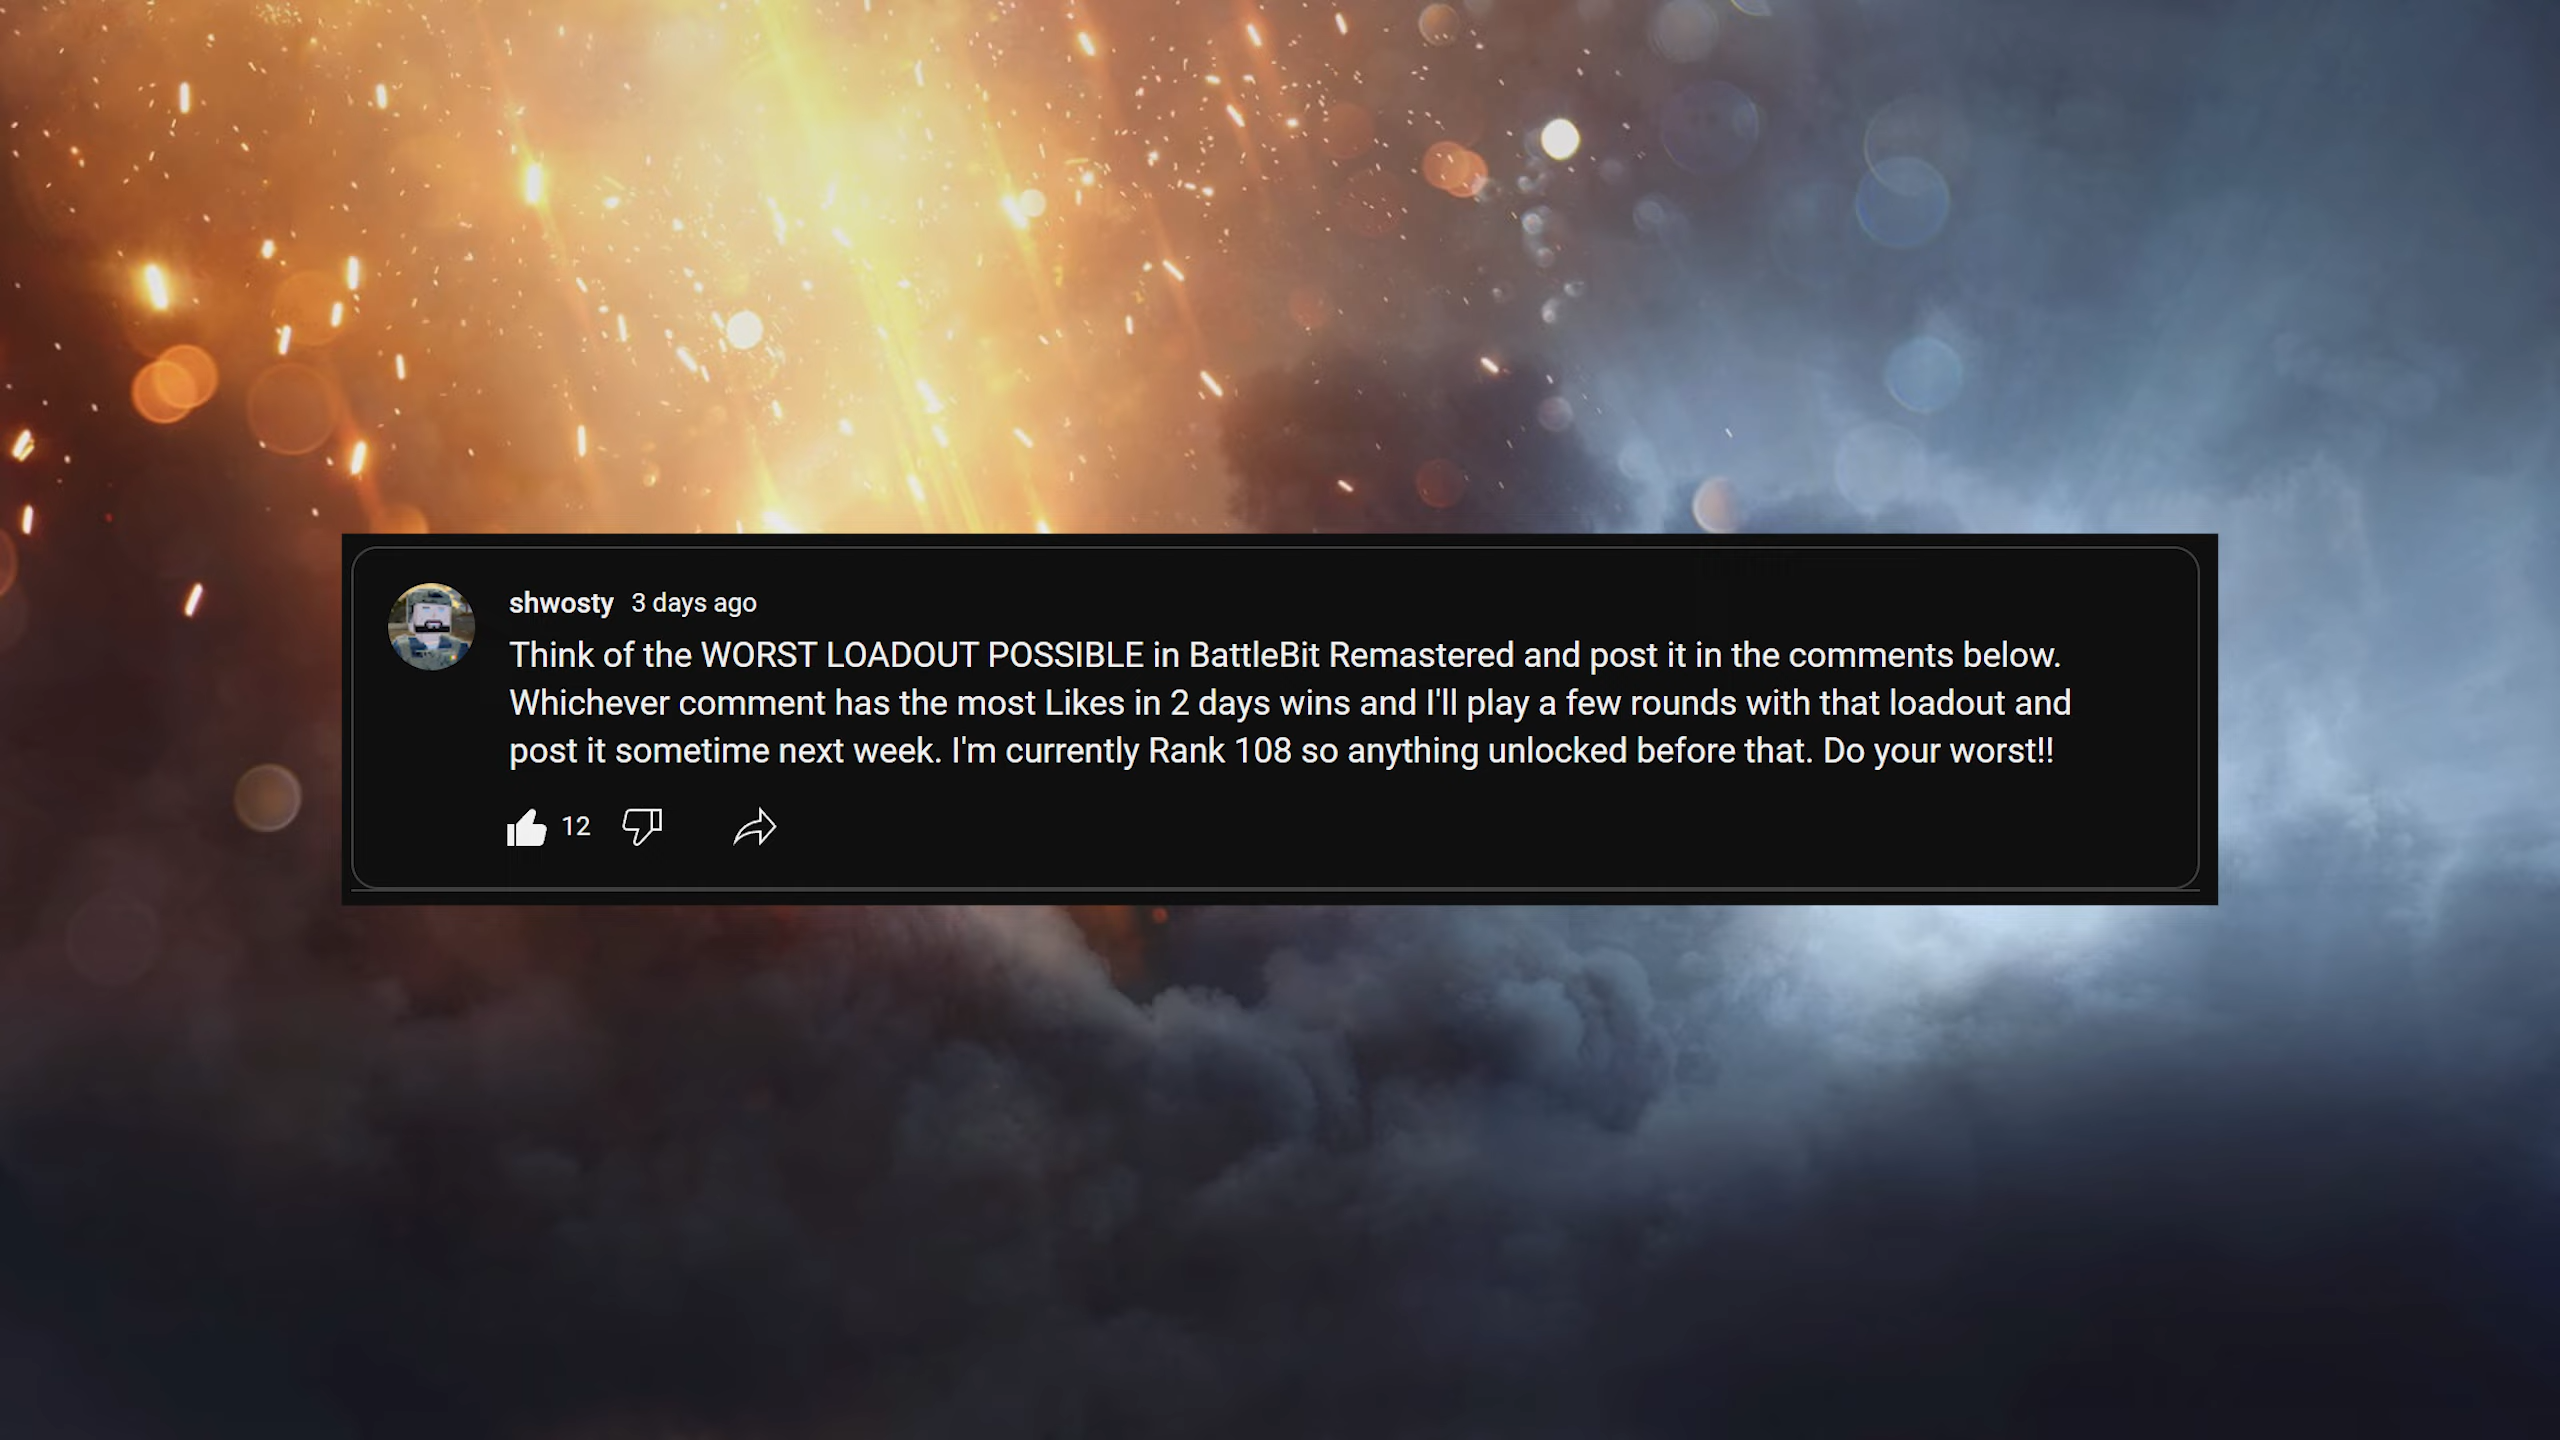 shwosty 3 days ago
Think of the WORST LOADOUT POSSIBLE in BattleBit Remastered and post it in the comments below.
Whichever comment has the most Likes in 2 days wins and I'll play a few rounds with that loadout and
post it sometime next week. I'm currently Rank 108 so anything unlocked before that. Do your worst!!
12